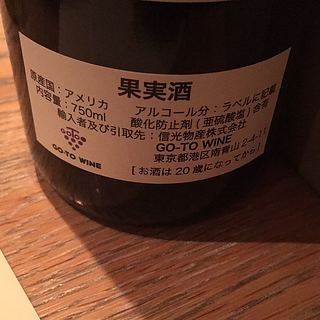 果実酒
原産国：アメリカ アルコール分：ラベルに記載
内容量：750ml 酸化防止剤（亜硫酸塩）含有
輸入者及び引取先：信光物産株式会社
GO-TO WINE
東京都港区南青山 2-4-1
[ お酒は 20 歳になってから ]
GO-TO WINE